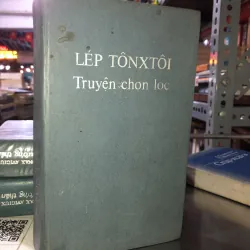 LÉP TÔNXTÔI
Truyện chọn lọc